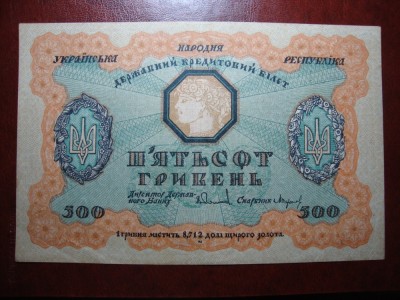 УКРАЇНСЬКА НАРОДНЯ РЕСПУБЛІКА
ДЕРЖАВНИЙ КРЕДИТОВИЙ БІЛЕТ
П'ЯТЬСОТ
ГРИВЕНЬ
Директор Держав-
ного Банку
Скарбник
500 500
1 гривня містить 8,712 долі щирого золота.